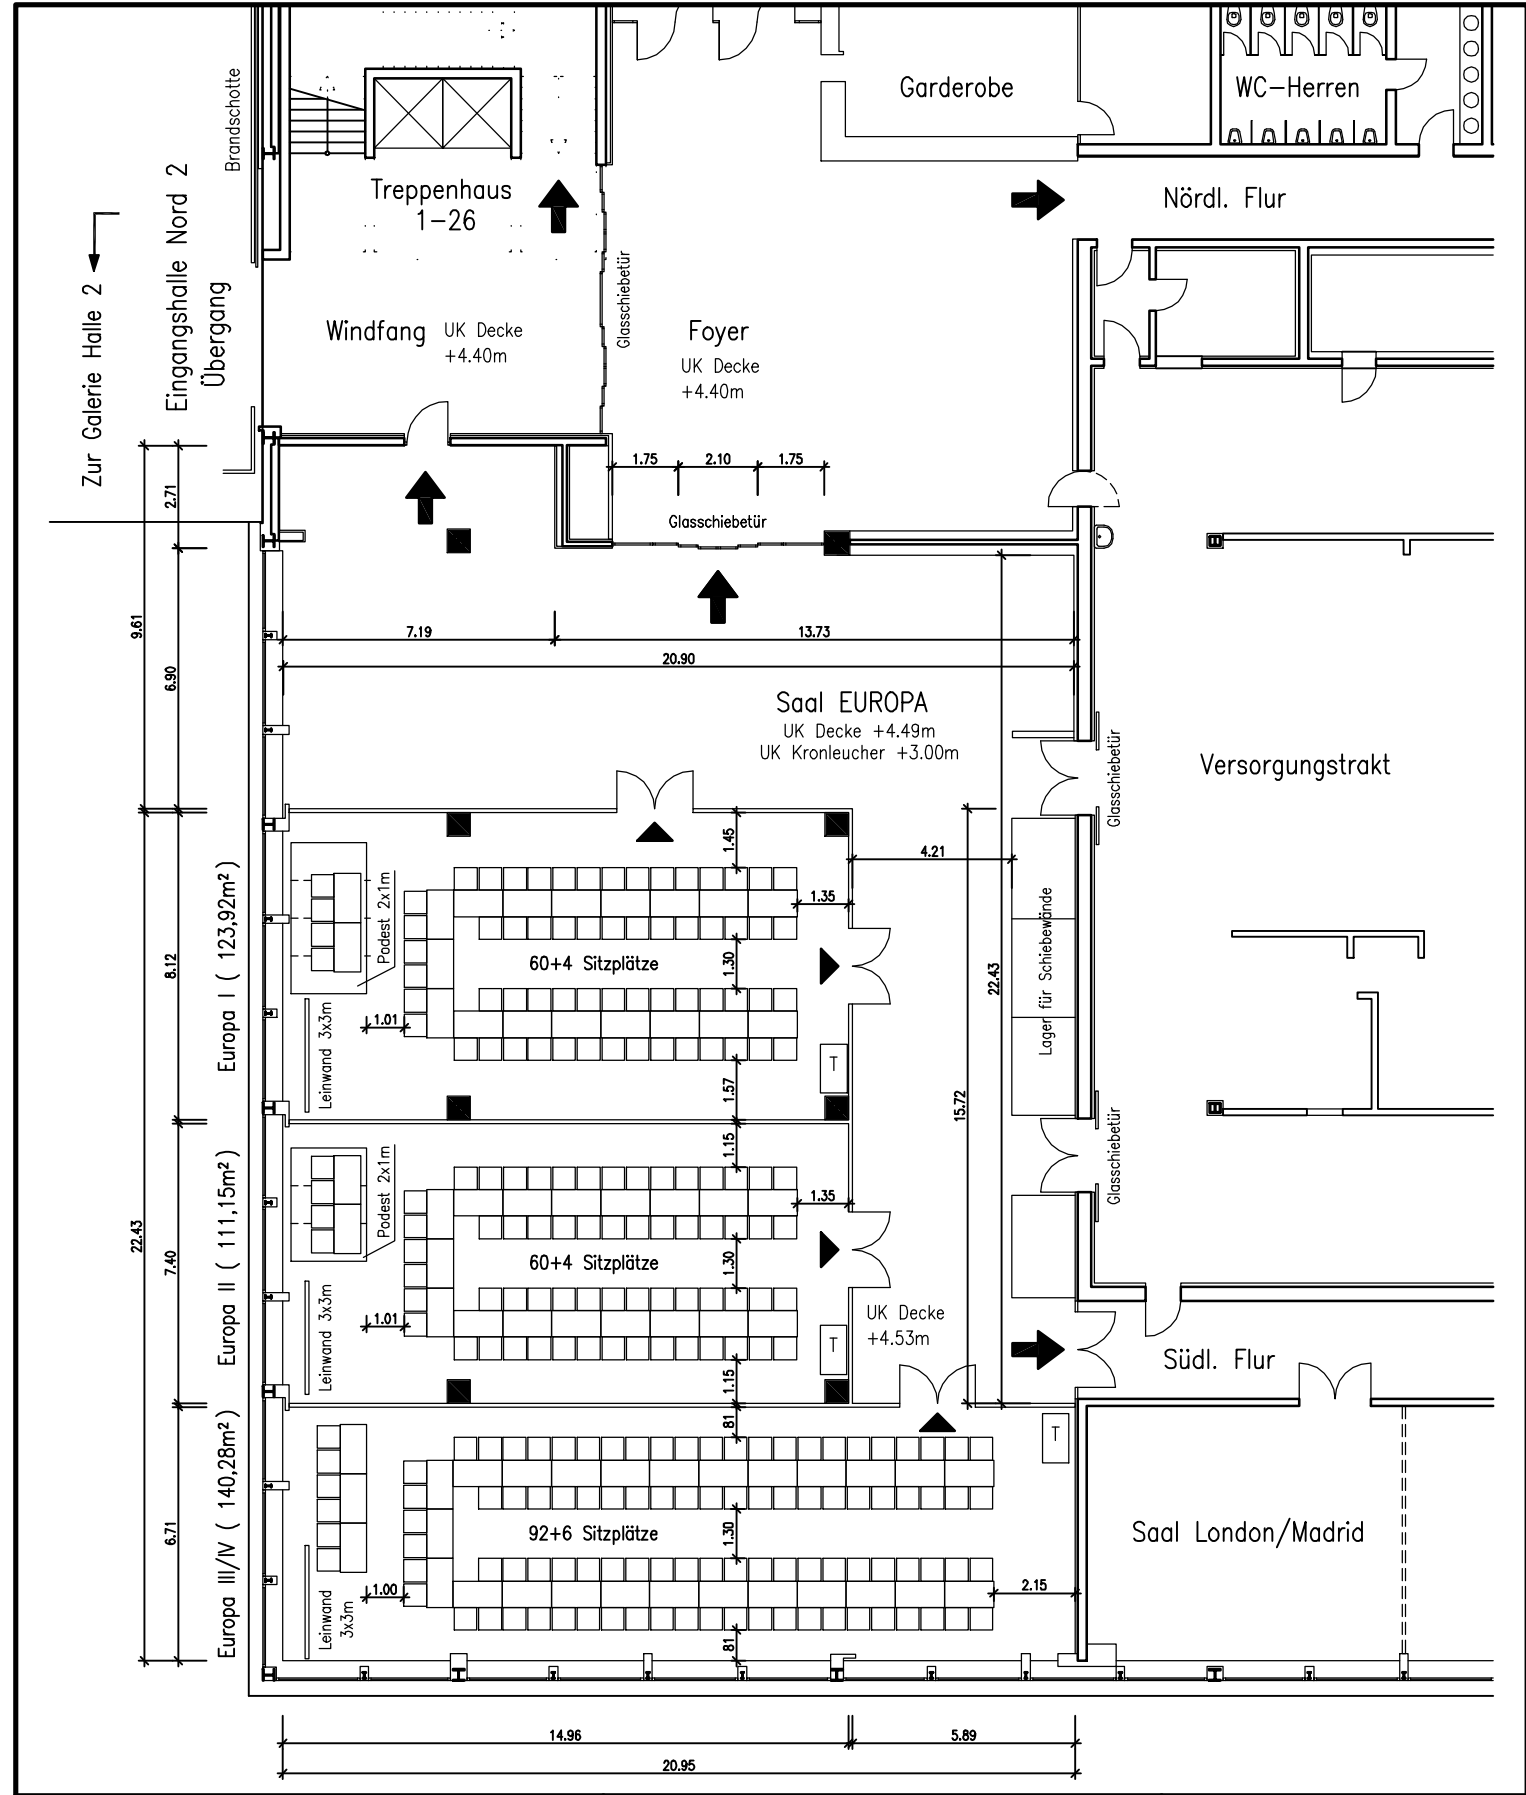 Garderobe
WC-Herren
Brandschotte
Treppenhaus
1-26
Nördl. Flur
Zur Galerie Halle 2
Eingangshalle Nord 2
Übergang
Glasschiebetür
Windfang
UK Decke
+4.40m
Foyer
UK Decke
+4.40m
1.75
2.10
1.75
2.71
Glasschiebetür
9.61
6.90
7.19
13.73
20.90
Saal EUROPA
UK Decke +4.49m
UK Kronleucher +3.00m
Glasschiebetür
Versorgungstrakt
1.45
4.21
Europa I ( 123,92m²)
8.12
Podest 2x1m
1.35
60+4 Sitzplätze
1.30
22.43
Lager für Schiebewände
Leinwand 3x3m
1.01
T
1.57
15.72
Glasschiebetür
1.15
Europa II ( 111,15m²)
22.43
7.40
Podest 2x1m
1.35
60+4 Sitzplätze
1.30
Leinwand 3x3m
1.01
T
UK Decke
+4.53m
Südl. Flur
1.15
81
T
Europa III/IV ( 140,28m²)
6.71
92+6 Sitzplätze
1.30
Saal London/Madrid
Leinwand
3x3m
1.00
2.15
81
14.96
5.89
20.95